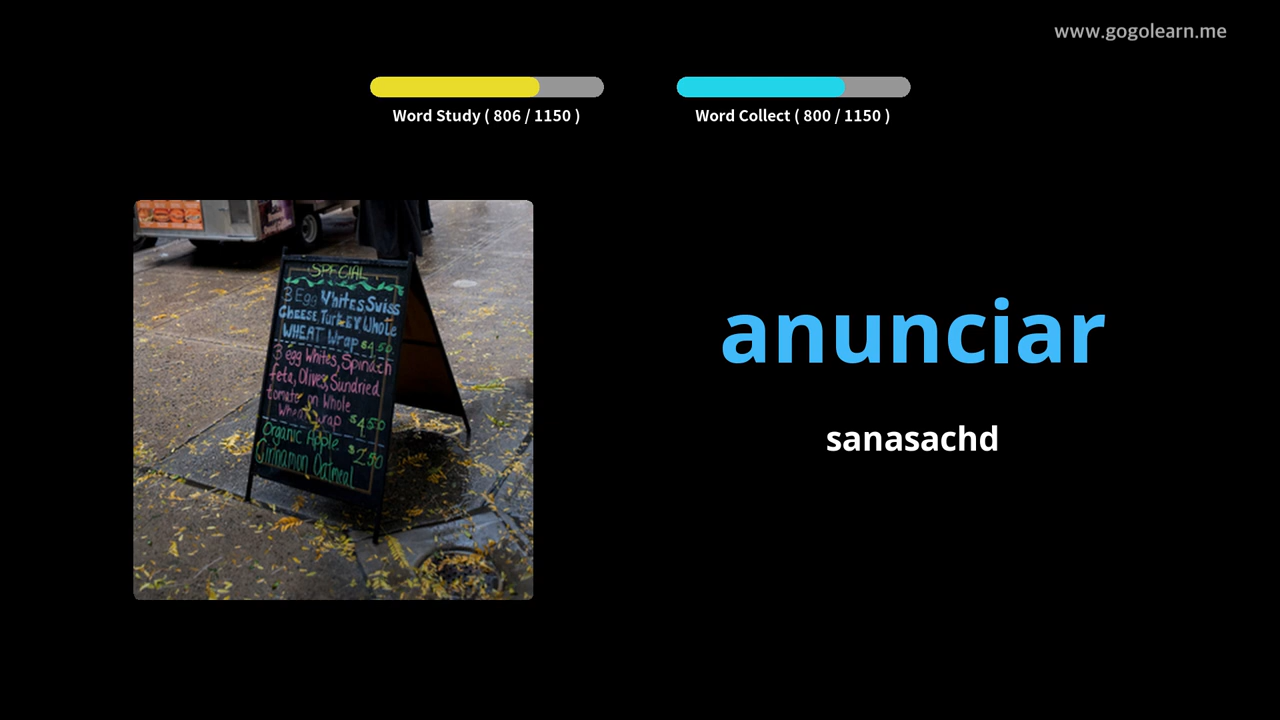 www.gogolearn.me
Word Study ( 806 / 1150 )
Word Collect ( 800 / 1150 )
SPECIAL
3 Egg Whites, Swiss
Cheese, Turkey Whole
WHEAT Wrap $4.50
3 egg Whites, Spinach
feta, Olives, Sundried
tomato on Whole
Wheat wrap $4.50
Organic Apple
Cinnamon Oatmeal $2.50
anunciar
sanasachd